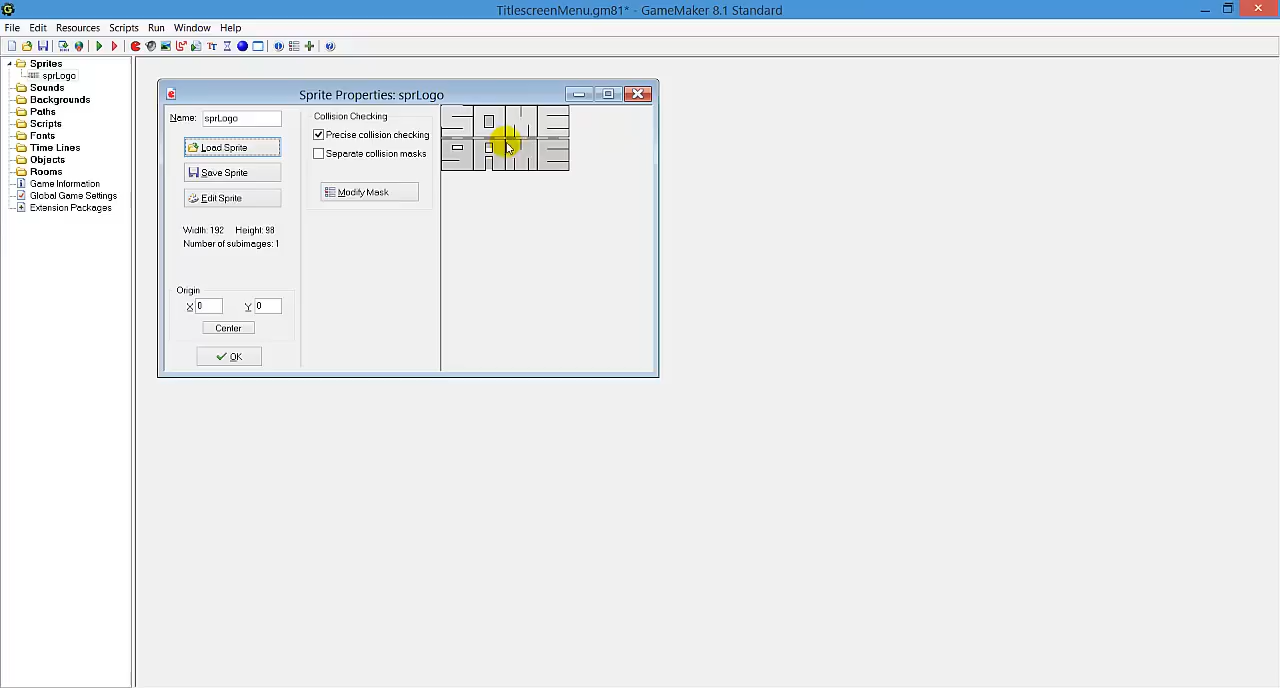 TitlescreenMenu.gm81* - GameMaker 8.1 Standard
File Edit Resources Scripts Run Window Help
Sprites
sprLogo
Sounds
Backgrounds
Paths
Scripts
Fonts
Time Lines
Objects
Rooms
Game Information
Global Game Settings
Extension Packages
Sprite Properties: sprLogo
Name: sprLogo
Load Sprite
Save Sprite
Edit Sprite
Width: 192 Height: 98
Number of subimages: 1
Origin
X 0 Y 0
Center
OK
Collision Checking
Precise collision checking
Separate collision masks
Modify Mask